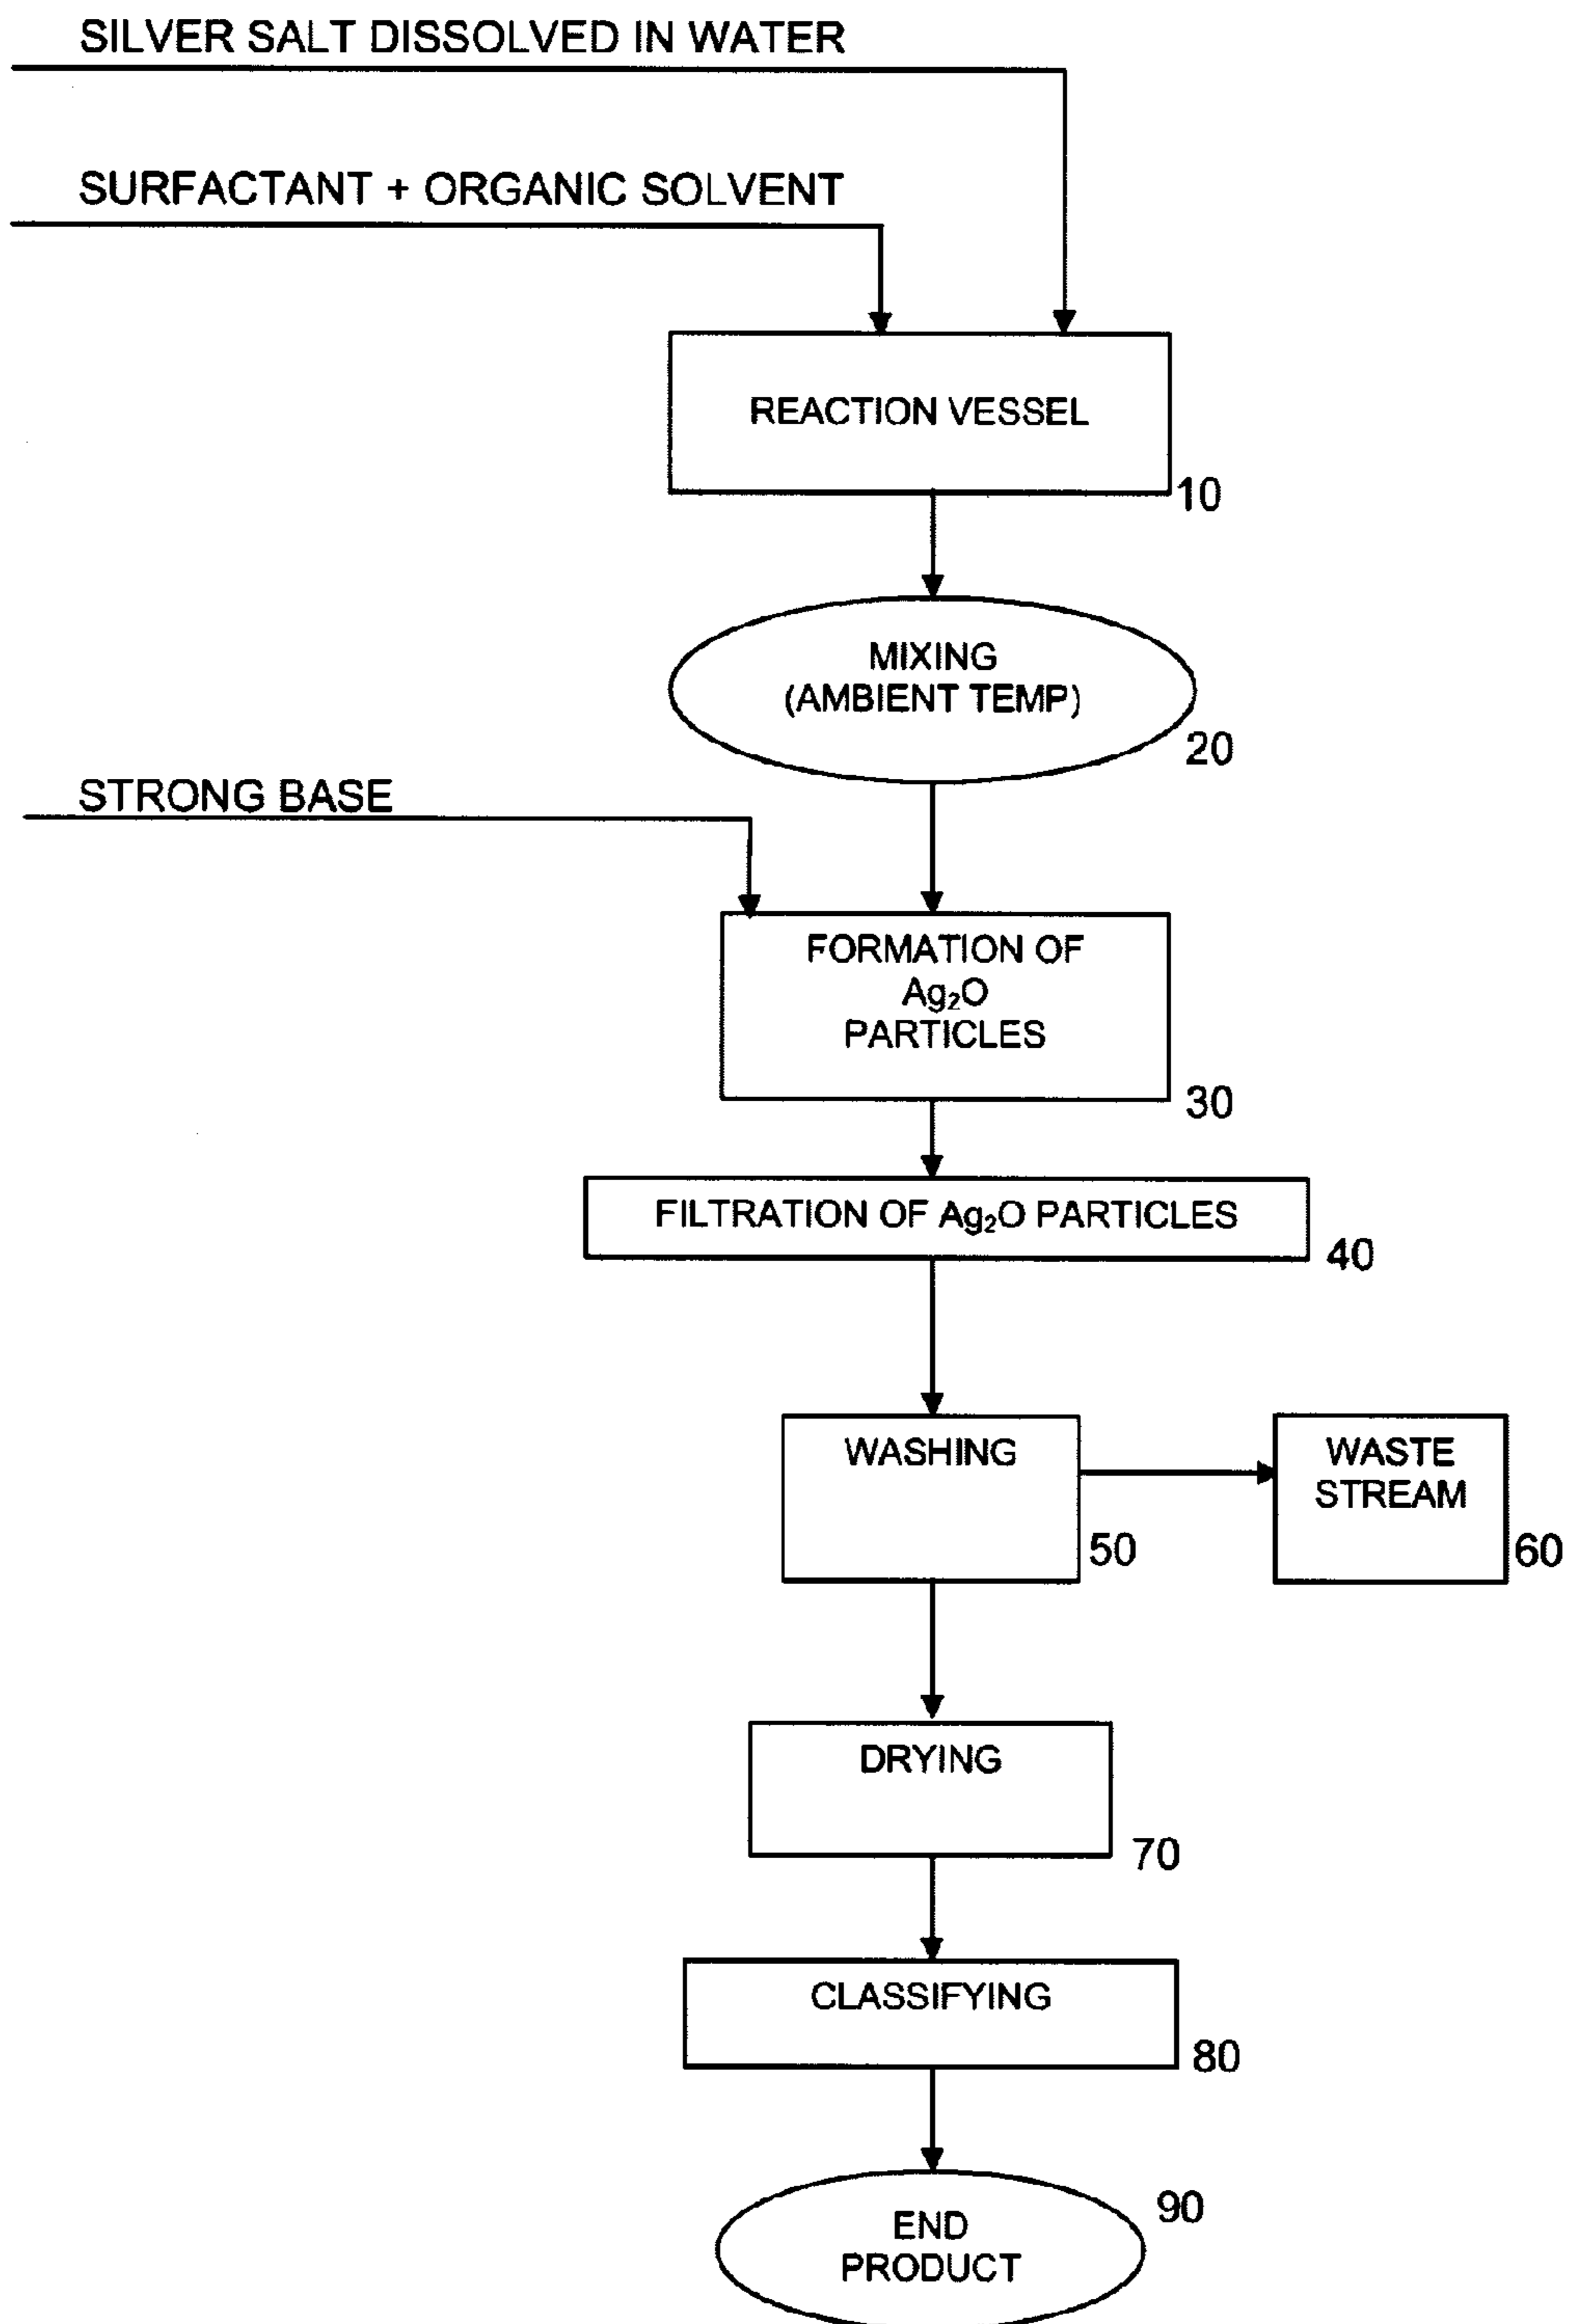 SILVER SALT DISSOLVED IN WATER
SURFACTANT + ORGANIC SOLVENT
REACTION VESSEL
10
MIXING
(AMBIENT TEMP)
20
STRONG BASE
FORMATION OF
Ag₂O
PARTICLES
30
FILTRATION OF Ag₂O PARTICLES
40
WASHING
50
WASTE
STREAM
60
DRYING
70
CLASSIFYING
80
90
END
PRODUCT